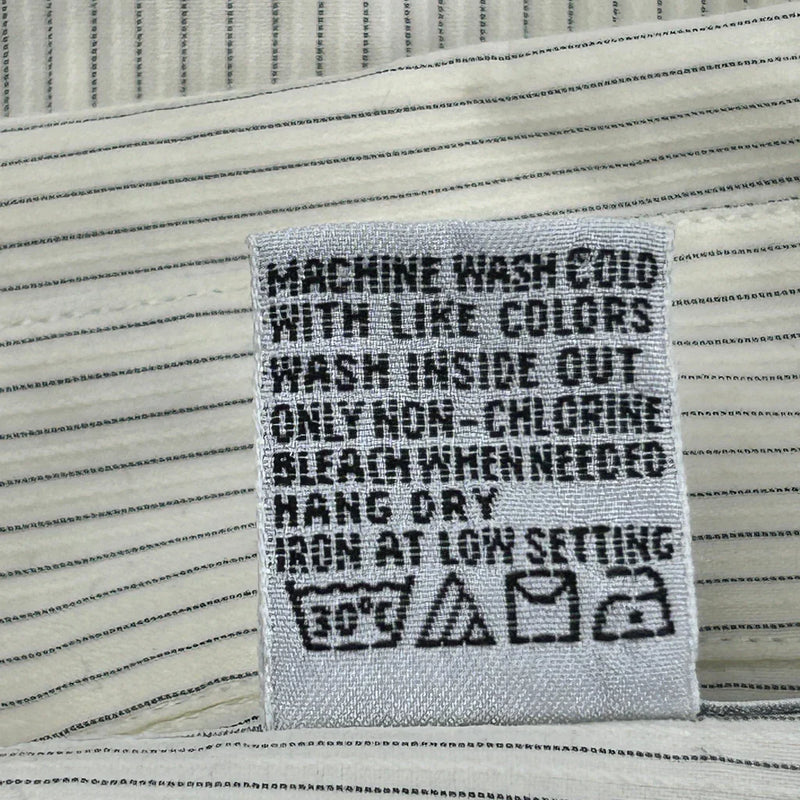 MACHINE WASH COLD
WITH LIKE COLORS
WASH INSIDE OUT
ONLY NON-CHLORINE
BLEACH WHEN NEEDED
HANG DRY
IRON AT LOW SETTING
30°C